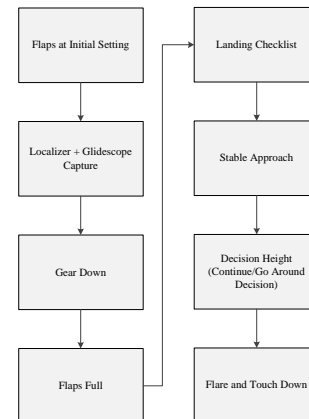 Flaps at Initial Setting
Localizer + Glidescope
Capture
Gear Down
Flaps Full
Landing Checklist
Stable Approach
Decision Height
(Continue/Go Around
Decision)
Flare and Touch Down